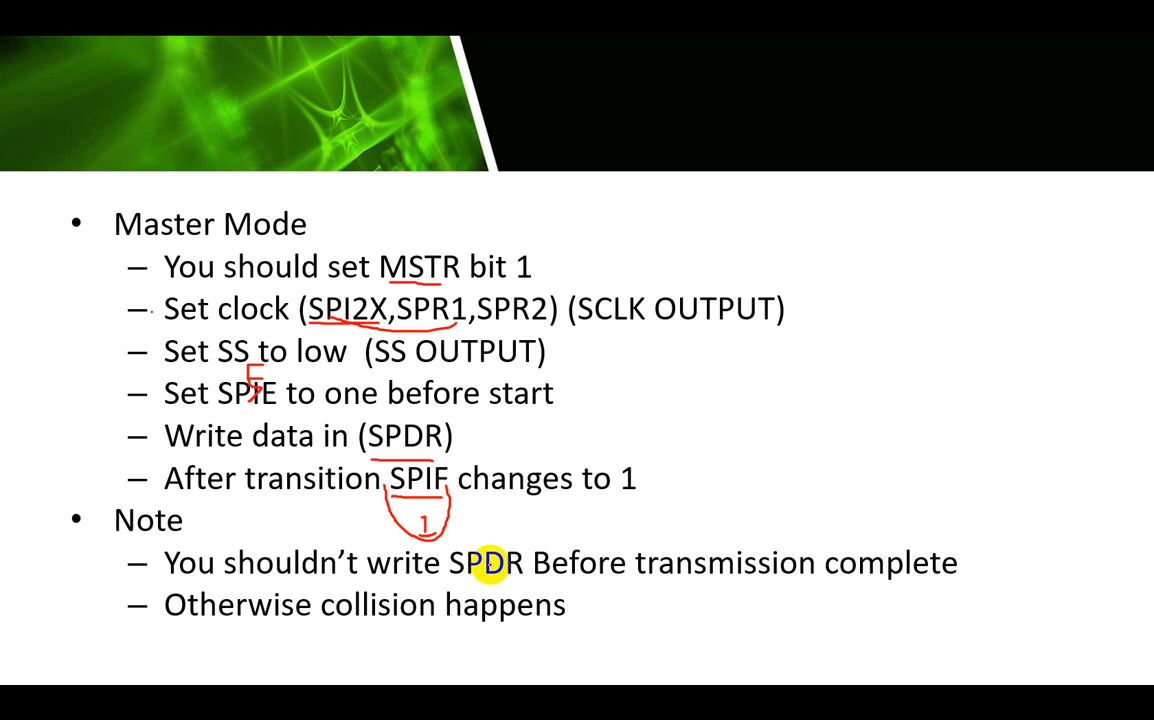 • Master Mode
– You should set MSTR bit 1
– Set clock (SPI2X,SPR1,SPR2) (SCLK OUTPUT)
– Set SS to low (SS OUTPUT)
– Set SPIE to one before start
– Write data in (SPDR)
– After transition SPIF changes to 1
1
• Note
– You shouldn’t write SPDR Before transmission complete
– Otherwise collision happens